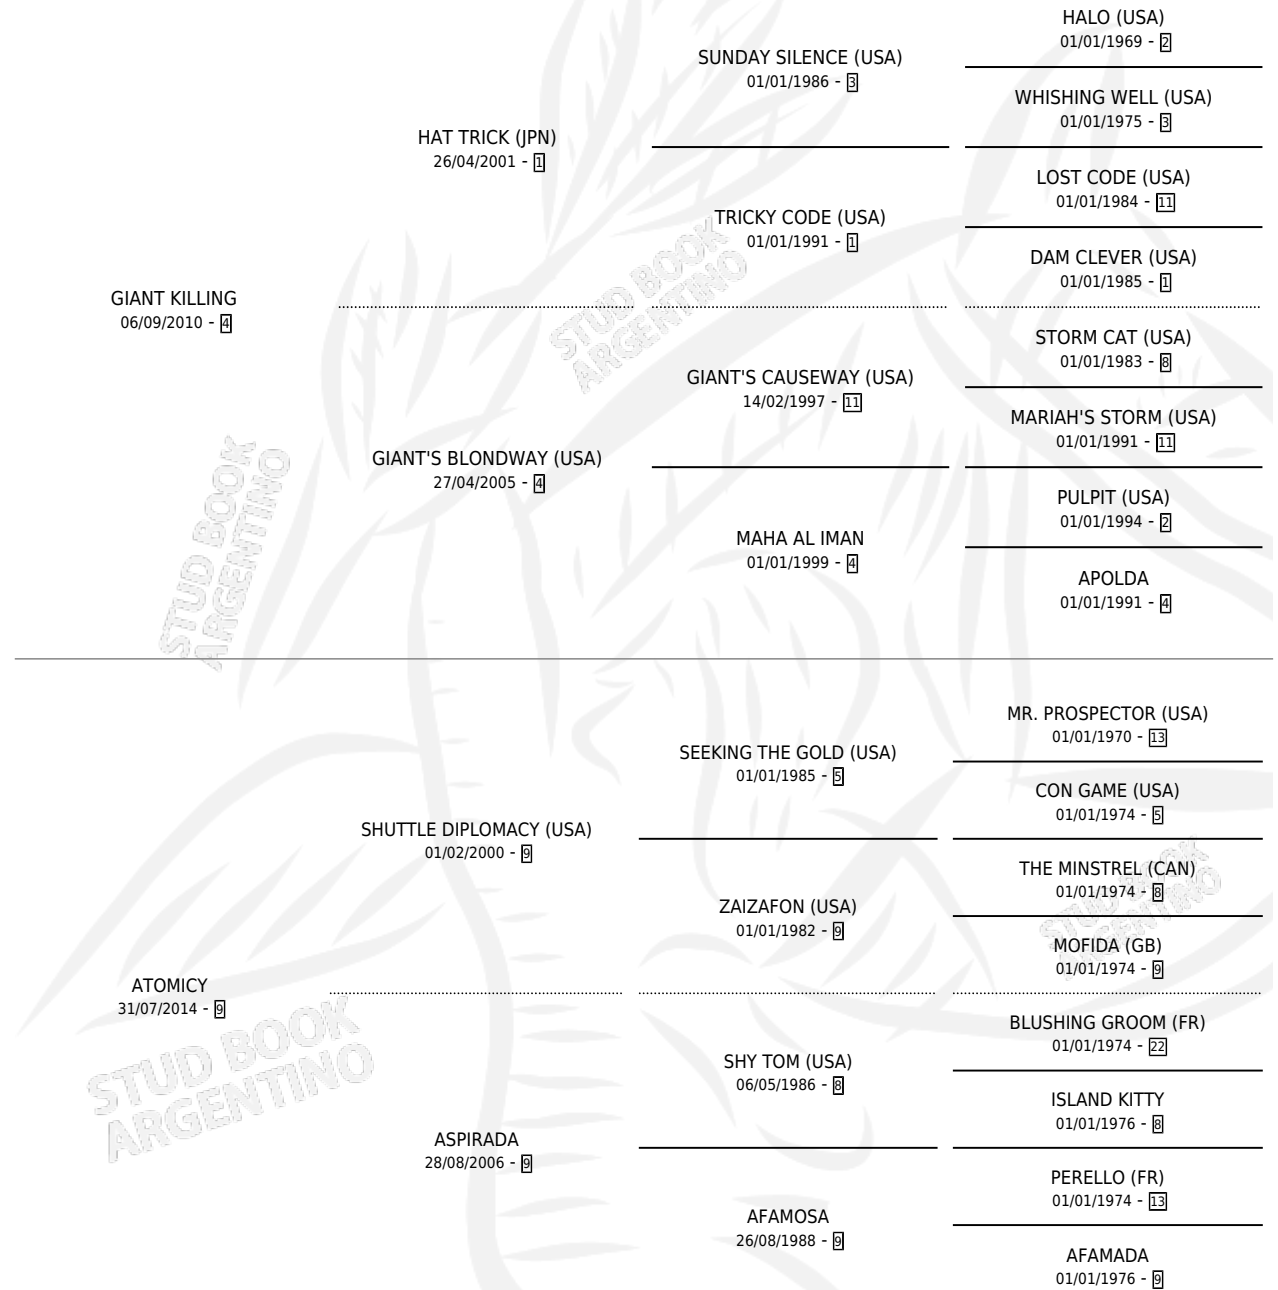 HALO (USA)
01/01/1969 - 2
SUNDAY SILENCE (USA)
01/01/1986 - 3
WHISHING WELL (USA)
01/01/1975 - 3
HAT TRICK (JPN)
26/04/2001 - 1
LOST CODE (USA)
01/01/1984 - 11
TRICKY CODE (USA)
01/01/1991 - 1
DAM CLEVER (USA)
01/01/1985 - 1
GIANT KILLING
06/09/2010 - 4
STORM CAT (USA)
01/01/1983 - 8
GIANT'S CAUSEWAY (USA)
14/02/1997 - 11
MARIAH'S STORM (USA)
01/01/1991 - 11
GIANT'S BLONDWAY (USA)
27/04/2005 - 4
PULPIT (USA)
01/01/1994 - 2
MAHA AL IMAN
01/01/1999 - 4
APOLDA
01/01/1991 - 4
MR. PROSPECTOR (USA)
01/01/1970 - 13
SEEKING THE GOLD (USA)
01/01/1985 - 5
CON GAME (USA)
01/01/1974 - 5
SHUTTLE DIPLOMACY (USA)
01/02/2000 - 9
THE MINSTREL (CAN)
01/01/1974 - 8
ZAIZAFON (USA)
01/01/1982 - 9
MOFIDA (GB)
01/01/1974 - 9
ATOMICY
31/07/2014 - 9
BLUSHING GROOM (FR)
01/01/1974 - 22
SHY TOM (USA)
06/05/1986 - 8
ISLAND KITTY
01/01/1976 - 8
ASPIRADA
28/08/2006 - 9
PERELLO (FR)
01/01/1974 - 13
AFAMOSA
26/08/1988 - 9
AFAMADA
01/01/1976 - 9
STUD BOOK
ARGENTINO
STUD BOOK
ARGENTINO
STUD BOOK
ARGENTINO
STUD BOOK
ARGENTINO